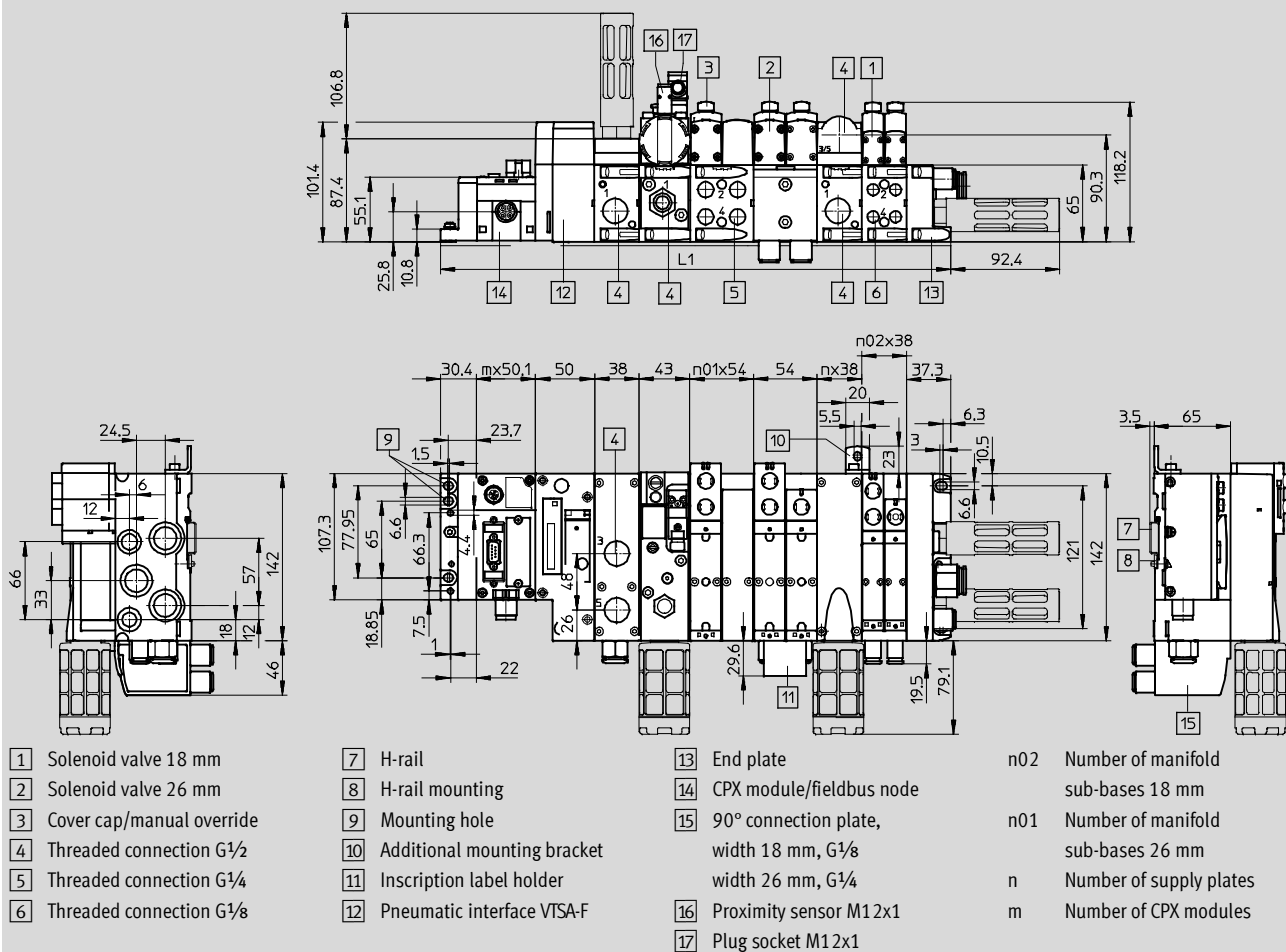 106.8
101.4
87.4
55.1
25.8
10.8
16
17
3
2
4
1
3/5
1
1
2
4
1
2
4
118.2
90.3
65
L1
92.4
14
12
4
4
5
4
6
13
n02x38
30.4
mx50,1
50
38
43
n01x54
54
nx38
37.3
20
5,5
6.3
3
10.5
23
6.6
9
23.7
1,5
4
10
107.3
77.95
65
6.6
66.3
4.4
3
48
5
26
121
142
18.85
7.5
1
22
29.6
11
19.5
79.1
24.5
6
12
66
33
142
57
18
12
46
3.5
65
7
8
15
1 Solenoid valve 18 mm
2 Solenoid valve 26 mm
3 Cover cap/manual override
4 Threaded connection G½
5 Threaded connection G¼
6 Threaded connection G⅛
7 H-rail
8 H-rail mounting
9 Mounting hole
10 Additional mounting bracket
11 Inscription label holder
12 Pneumatic interface VTSA-F
13 End plate
14 CPX module/fieldbus node
15 90° connection plate,
width 18 mm, G⅛
width 26 mm, G¼
16 Proximity sensor M12x1
17 Plug socket M12x1
n02 Number of manifold
sub-bases 18 mm
n01 Number of manifold
sub-bases 26 mm
n Number of supply plates
m Number of CPX modules